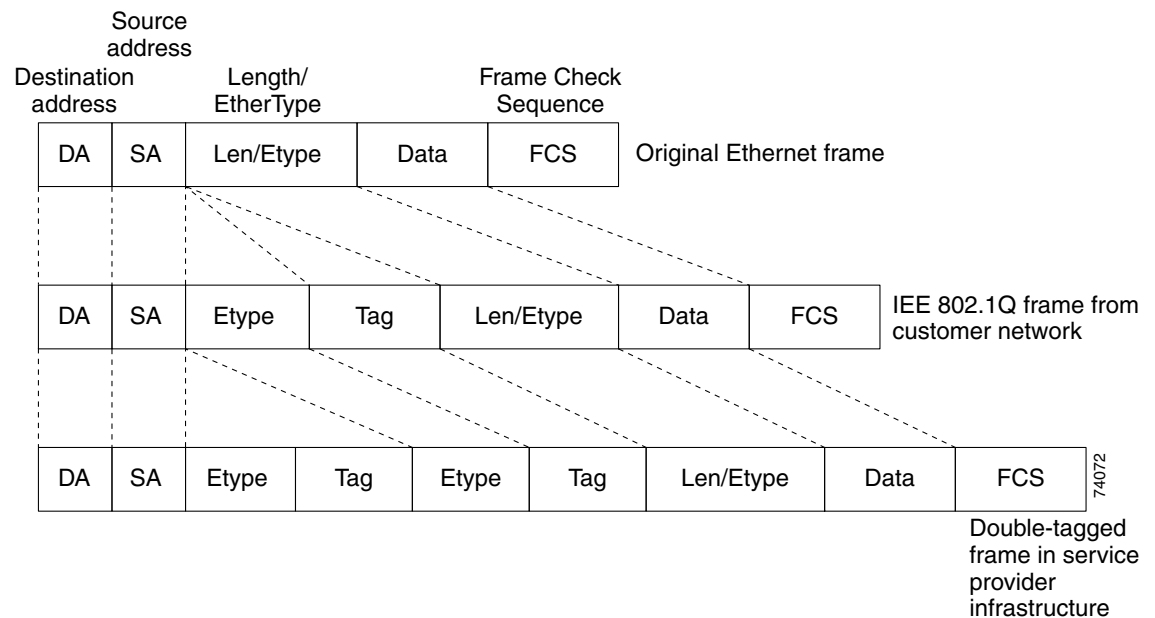 Source
address
Destination
address
Length/
EtherType
Frame Check
Sequence
DA SA Len/Etype Data FCS Original Ethernet frame
DA SA Etype Tag Len/Etype Data FCS
IEE 802.1Q frame from
customer network
DA SA Etype Tag Etype Tag Len/Etype Data FCS
74072
Double-tagged
frame in service
provider
infrastructure